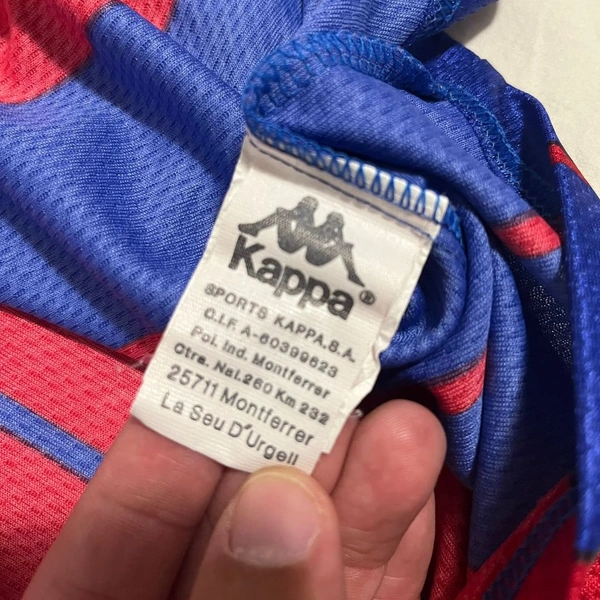 Kappa®
SPORTS KAPPA.S.A.
C.I.F. A-60399623
Pol. Ind. Montferrer
Ctra. Nal.260 Km 232
25711 Montferrer
La Seu D'Urgell